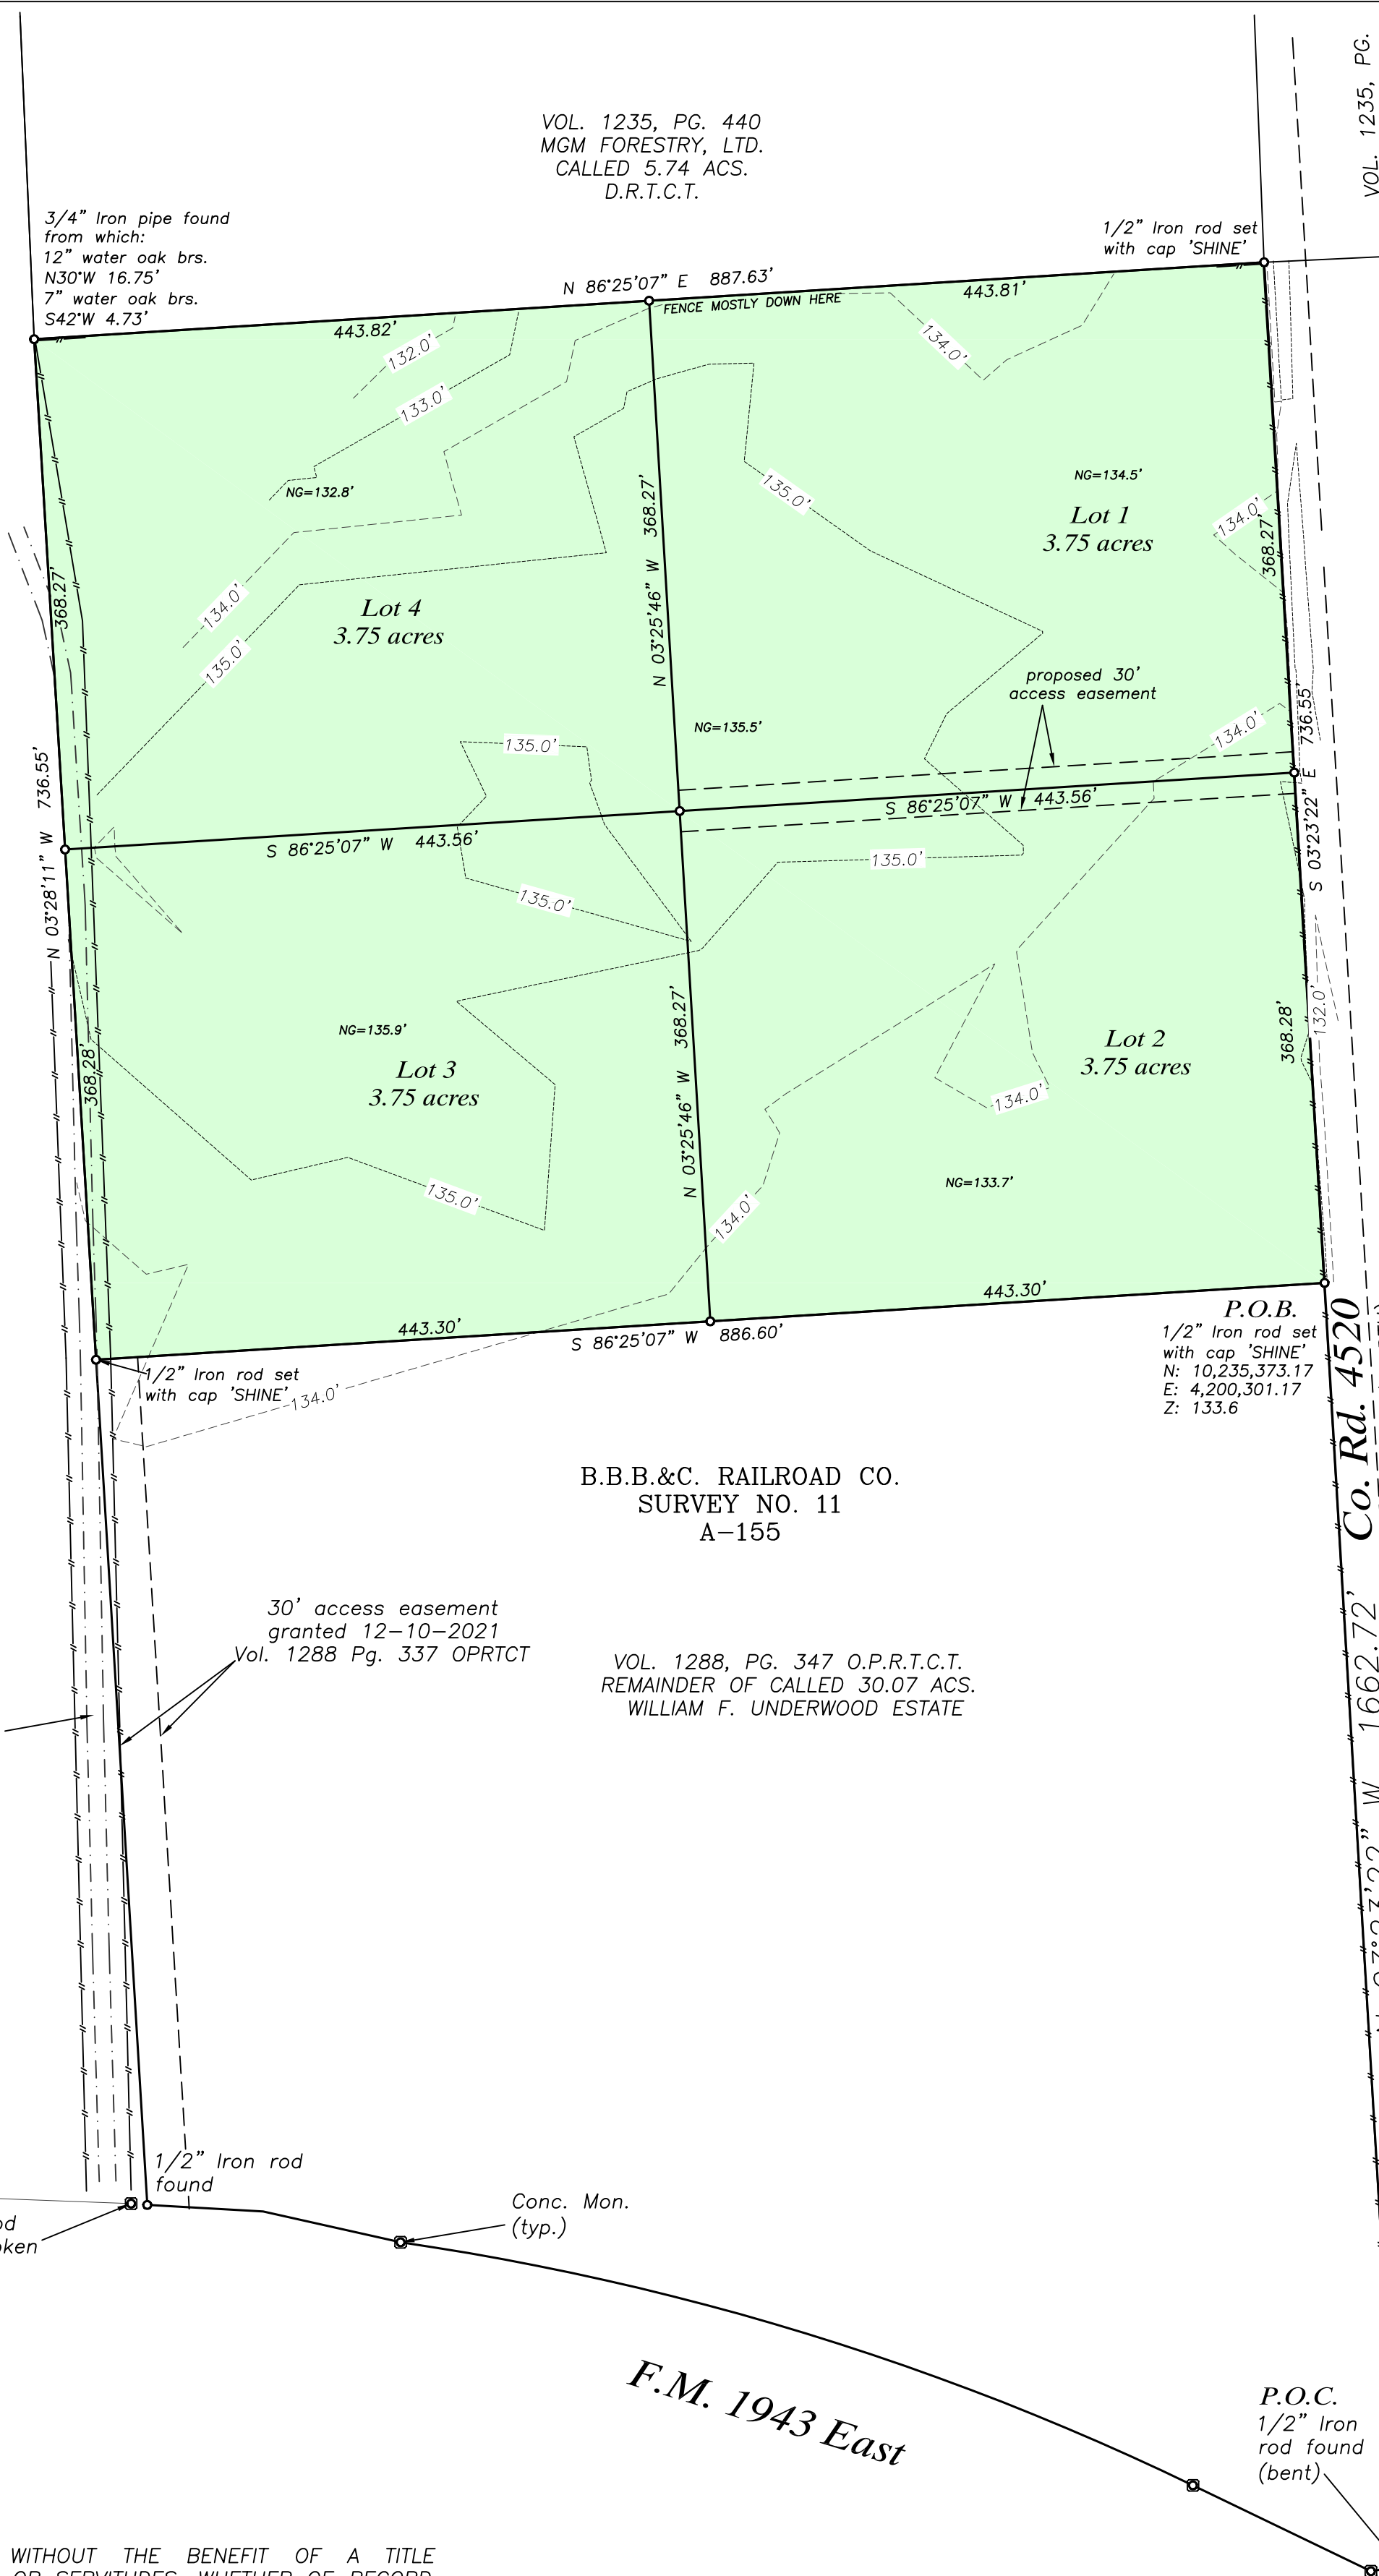 VOL. 1235, PG. 440
MGM FORESTRY, LTD.
CALLED 5.74 ACS.
D.R.T.C.T.
VOL. 1235, PG.
3/4" Iron pipe found
from which:
12" water oak brs.
N30°W 16.75'
7" water oak brs.
S42°W 4.73'
1/2" Iron rod set
with cap 'SHINE'
N 86°25'07" E 887.63'
FENCE MOSTLY DOWN HERE
443.82'
443.81'
132.0'
133.0'
134.0'
NG=132.8'
NG=134.5'
135.0'
134.0'
Lot 1
3.75 acres
368.27'
N 03°25'46" W 368.27'
368.27'
134.0'
135.0'
Lot 4
3.75 acres
proposed 30'
access easement
NG=135.5'
134.0'
135.0'
736.55'
N 03°28'11" W
736.55'
S 03°23'22" E
S 86°25'07" W 443.56'
S 86°25'07" W 443.56'
135.0'
135.0'
132.0'
NG=135.9'
Lot 3
3.75 acres
368.28'
N 03°25'46" W 368.27'
Lot 2
3.75 acres
368.28'
134.0'
NG=133.7'
135.0'
134.0'
443.30'
443.30'
S 86°25'07" W 886.60'
P.O.B.
1/2" Iron rod set
with cap 'SHINE'
N: 10,235,373.17
E: 4,200,301.17
Z: 133.6
1/2" Iron rod set
with cap 'SHINE'
134.0'
Co. Rd. 4520
B.B.B.&C. RAILROAD CO.
SURVEY NO. 11
A-155
30' access easement
granted 12-10-2021
Vol. 1288 Pg. 337 OPRTCT
VOL. 1288, PG. 347 O.P.R.T.C.T.
REMAINDER OF CALLED 30.07 ACS.
WILLIAM F. UNDERWOOD ESTATE
W 1662.72'
1/2" Iron rod
found
Conc. Mon.
(typ.)
F.M. 1943 East
P.O.C.
1/2" Iron
rod found
(bent)
WITHOUT THE BENEFIT OF A TITLE